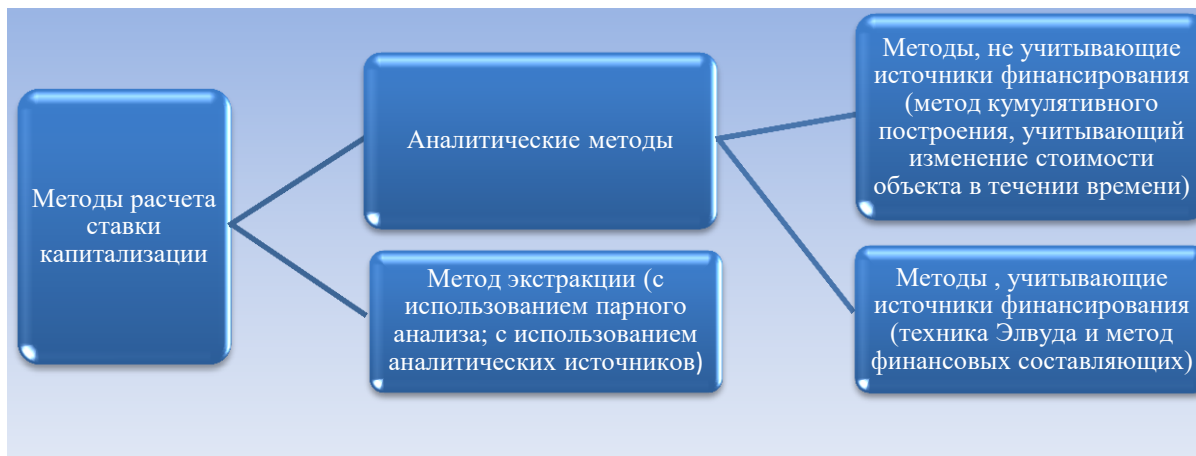 Методы расчета
ставки
капитализации
Аналитические методы
Метод экстракции (с
использованием парного
анализа; с использованием
аналитических источников)
Методы, не учитывающие
источники финансирования
(метод кумулятивного
построения, учитывающий
изменение стоимости
объекта в течении времени)
Методы , учитывающие
источники финансирования
(техника Элвуда и метод
финансовых составляющих)